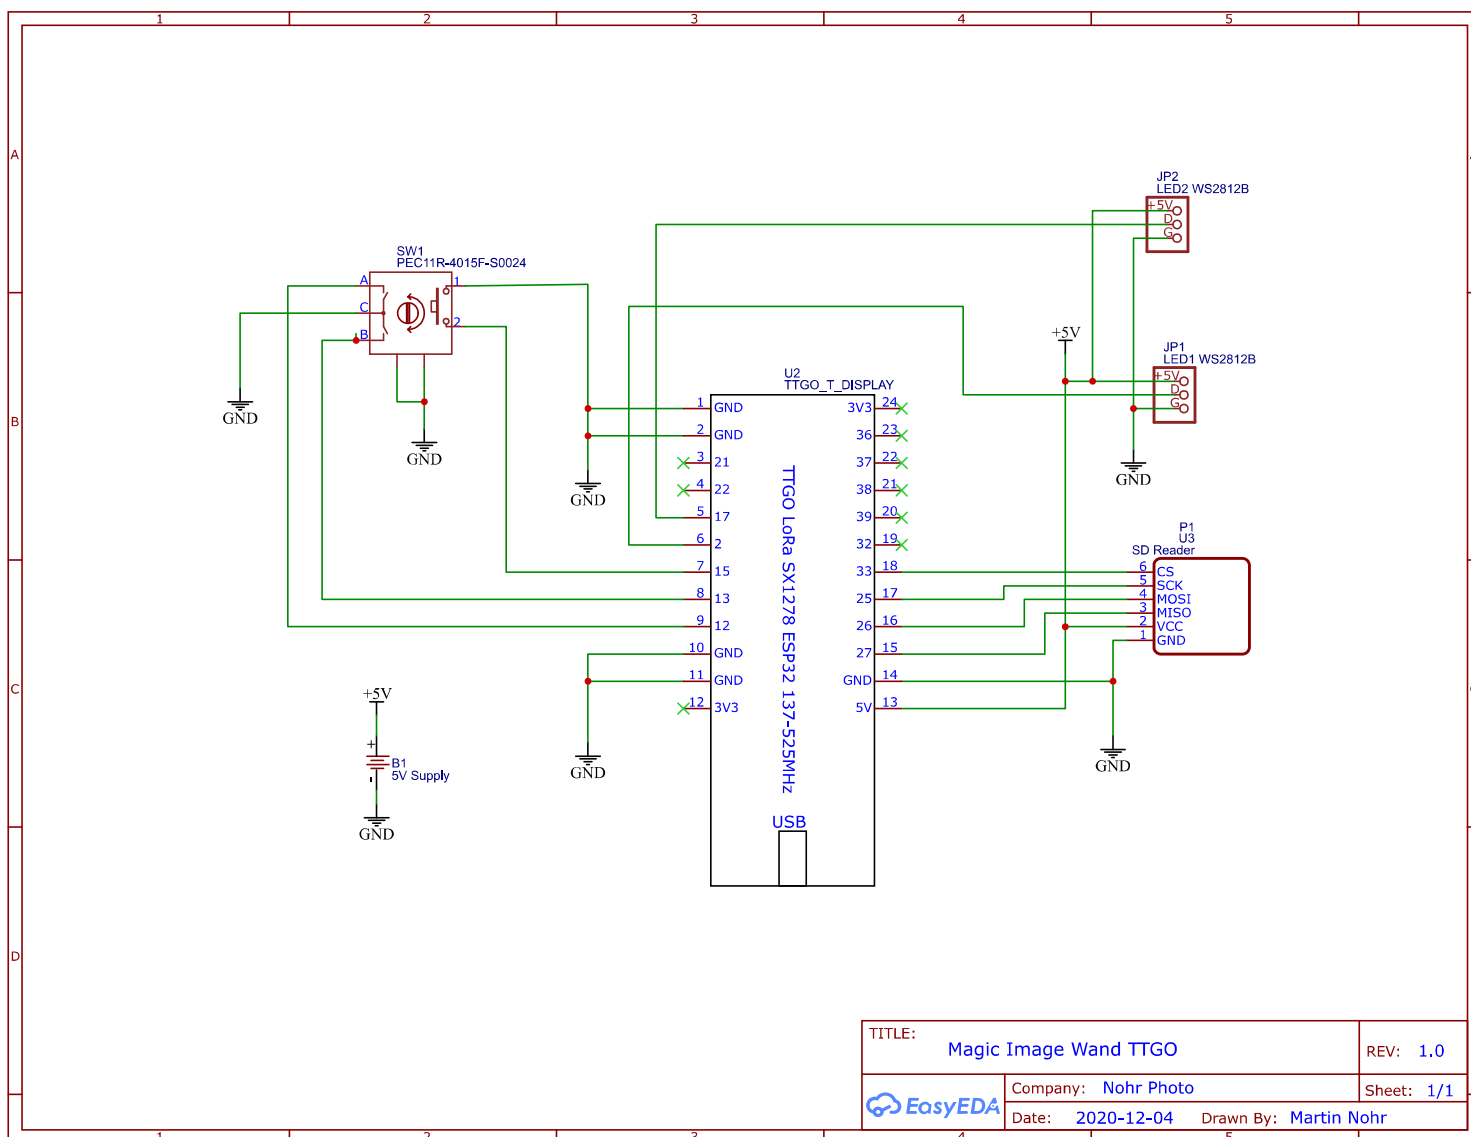 1 2 3 4 5
A
B
C
D
JP2
LED2 WS2812B
+5V
D
G
SW1
PEC11R-4015F-S0024
A
C
B
1
2
GND
GND
GND
+5V
JP1
LED1 WS2812B
+5V
D
G
GND
U2
TTGO_T_DISPLAY
1 GND
2 GND
3 21
4 22
5 17
6 2
7 15
8 13
9 12
10 GND
11 GND
12 3V3
3V3 24
36 23
37 22
38 21
39 20
32 19
33 18
25 17
26 16
27 15
GND 14
5V 13
TTGO LoRa SX1278 ESP32 137-525MHz
USB
P1
U3
SD Reader
6 CS
5 SCK
4 MOSI
3 MISO
2 VCC
1 GND
GND
GND
+5V
+
B1
5V Supply
-
GND
TITLE:
Magic Image Wand TTGO
REV: 1.0
EasyEDA
Company: Nohr Photo
Sheet: 1/1
Date: 2020-12-04 Drawn By: Martin Nohr
1 2 3 4 5